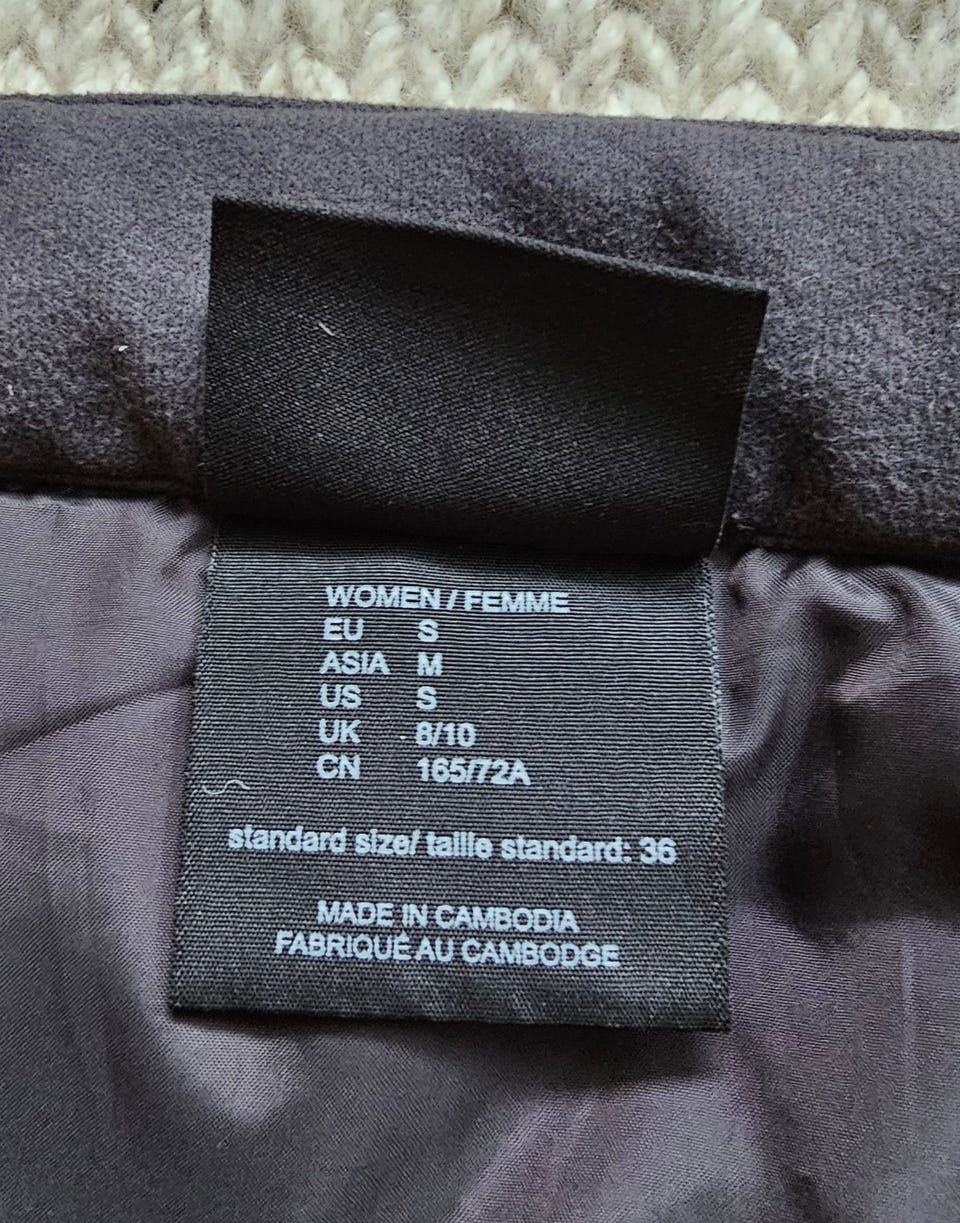 WOMEN / FEMME
EU S
ASIA M
US S
UK 8/10
CN 165/72A
standard size/ taille standard: 36
MADE IN CAMBODIA
FABRIQUÉ AU CAMBODGE